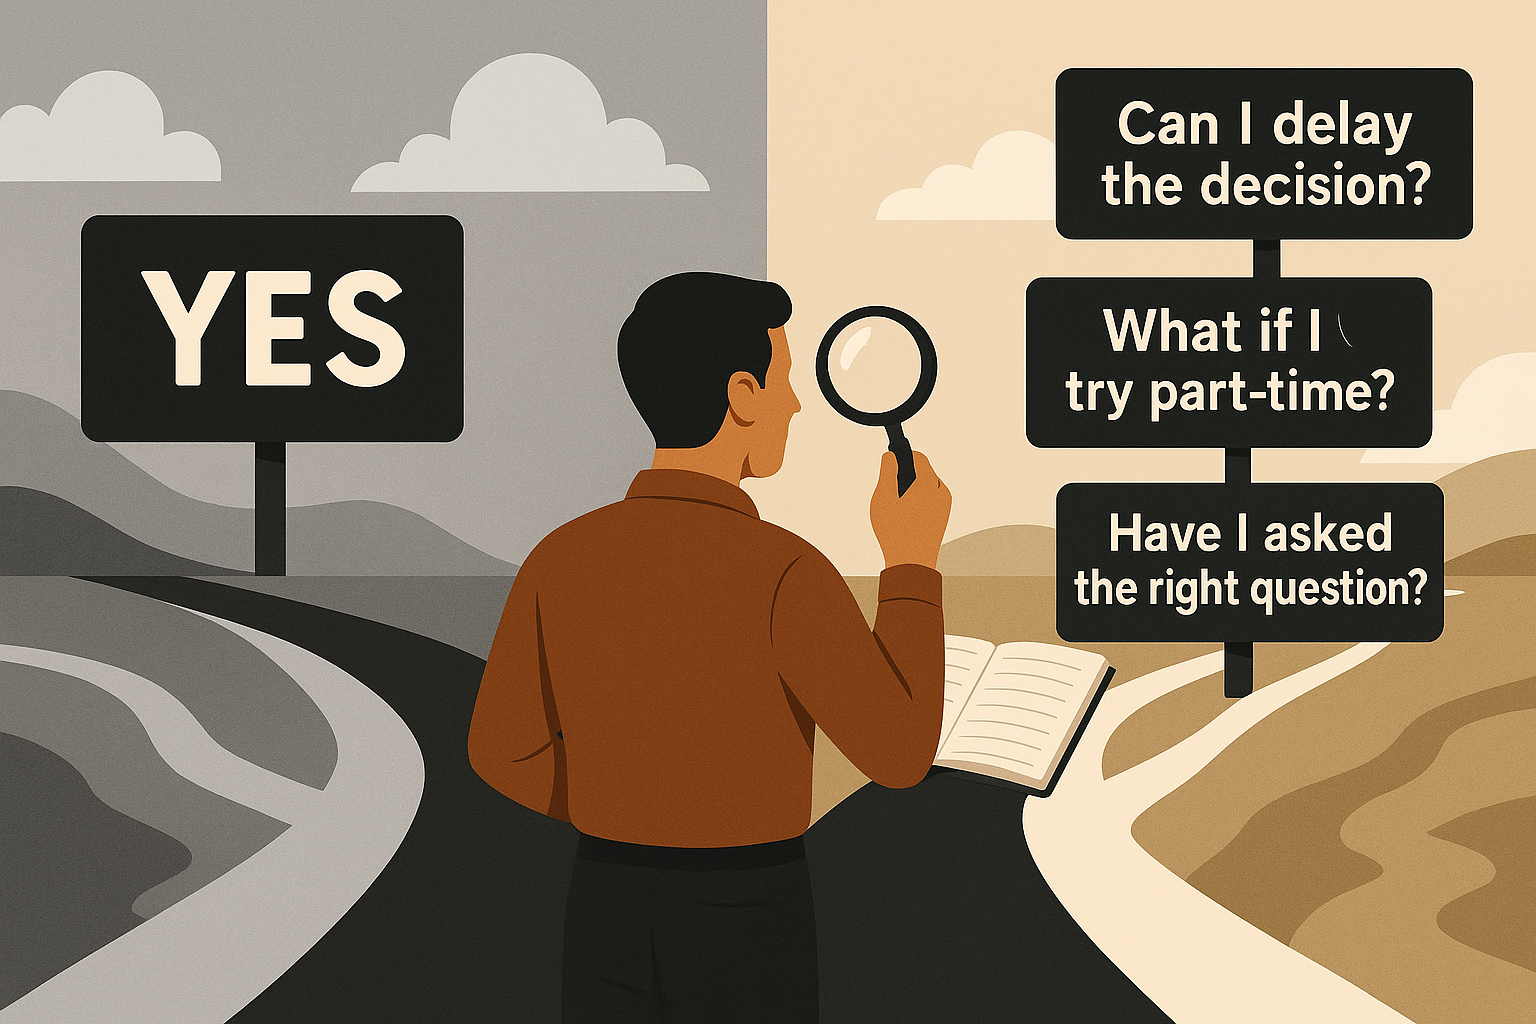 YES
Can I delay
the decision?
What if I
try part-time?
Have I asked
the right question?